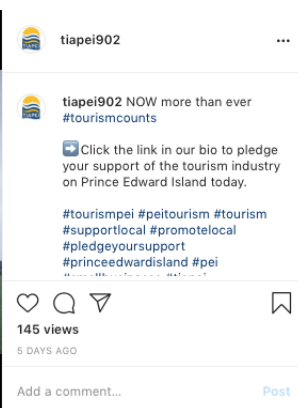 tiapei902
tiapei902 NOW more than ever
#tourismcounts
➡️Click the link in our bio to pledge
your support of the tourism industry
on Prince Edward Island today.
#tourismpei #peitourism #tourism
#supportlocal #promotelocal
#pledgeyoursupport
#princeedwardisland #pei
145 views
5 DAYS AGO
Add a comment...
Post